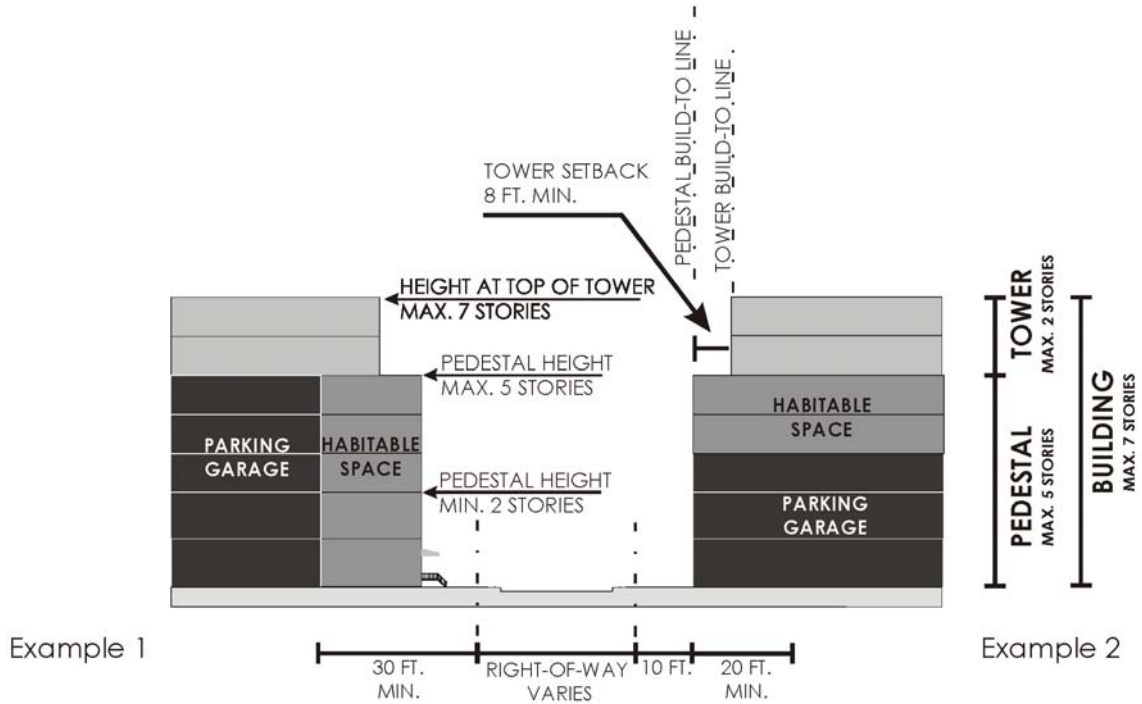 PEDESTAL BUILD-TO LINE
TOWER BUILD-TO LINE
TOWER SETBACK
8 FT. MIN.
HEIGHT AT TOP OF TOWER
MAX. 7 STORIES
PEDESTAL HEIGHT
MAX. 5 STORIES
PARKING
GARAGE
HABITABLE
SPACE
PEDESTAL HEIGHT
MIN. 2 STORIES
HABITABLE
SPACE
PARKING
GARAGE
TOWER
MAX. 2 STORIES
PEDESTAL
MAX. 5 STORIES
BUILDING
MAX. 7 STORIES
Example 1
30 FT.
MIN.
RIGHT-OF-WAY
VARIES
10 FT.
20 FT.
MIN.
Example 2